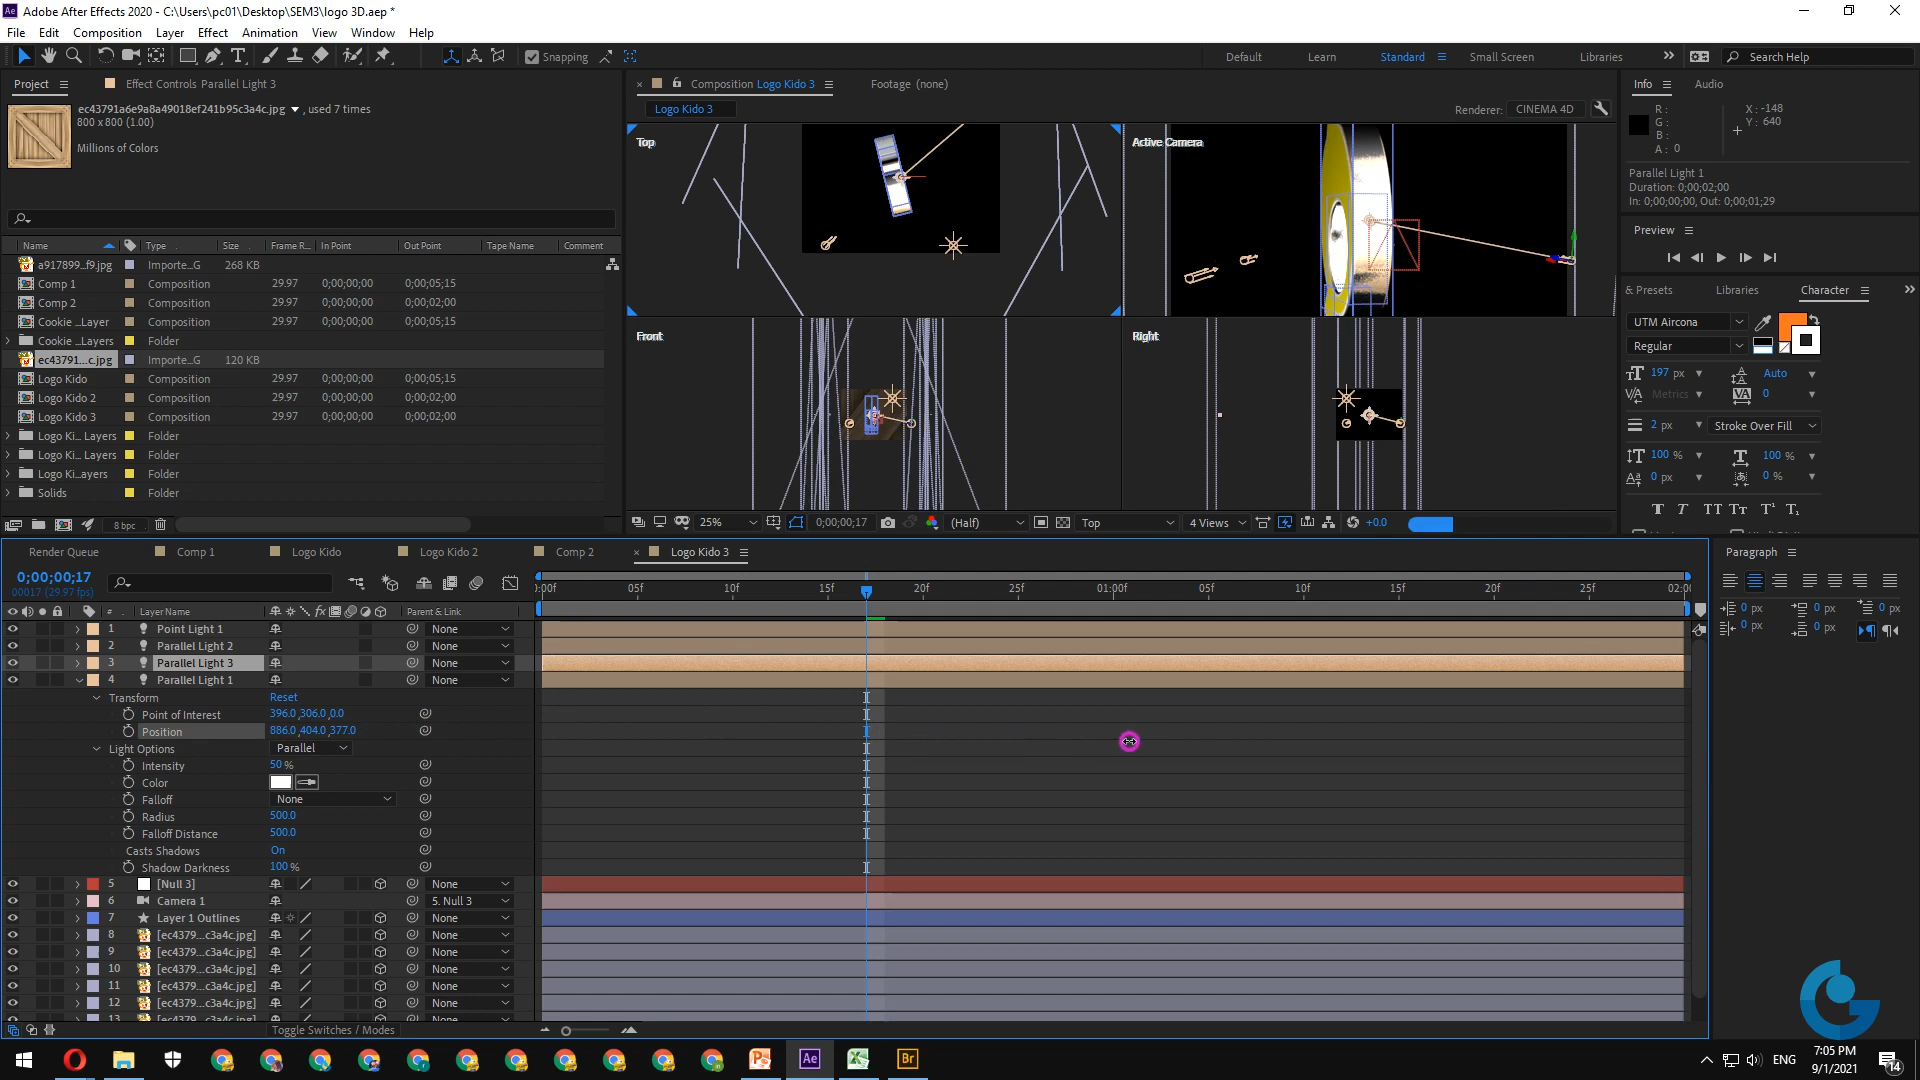 Adobe After Effects 2020 - C:\Users\pc01\Desktop\SEM3\logo 3D.aep *
File Edit Composition Layer Effect Animation View Window Help
Snapping
Default Learn Standard Small Screen Libraries Search Help
Project Effect Controls Parallel Light 3
ec43791a6e9a8a49018ef241b95c3a4c.jpg , used 7 times
800 x 800 (1.00)
Millions of Colors
Name Type Size Frame R... In Point Out Point Tape Name Comment
a917899...f9.jpg Importe...G 268 KB
Comp 1 Composition 29.97 0;00;00;00 0;00;05;15
Comp 2 Composition 29.97 0;00;00;00 0;00;02;00
Cookie ...Layer Composition 29.97 0;00;00;00 0;00;05;15
Cookie ...Layers Folder
ec43791...c.jpg Importe...G 120 KB
Logo Kido Composition 29.97 0;00;00;00 0;00;05;15
Logo Kido 2 Composition 29.97 0;00;00;00 0;00;02;00
Logo Kido 3 Composition 29.97 0;00;00;00 0;00;02;00
Logo Ki... Layers Folder
Logo Ki... Layers Folder
Logo Ki...ayers Folder
Solids Folder
8 bpc
Composition Logo Kido 3 Footage (none)
Logo Kido 3
Renderer: CINEMA 4D
Top
Active Camera
Front
Right
25% 0;00;00;17 (Half) Top 4 Views +0.0
Info Audio
R :
G :
B :
A : 0
X : -148
Y : 640
Parallel Light 1
Duration: 0;00;02;00
In: 0;00;00;00, Out: 0;00;01;29
Preview
& Presets Libraries Character
UTM Aircona
Regular
197 px Auto
Metrics 0
2 px Stroke Over Fill
100 % 100 %
0 px 0 %
Paragraph
0 px 0 px 0 px
0 px 0 px
Render Queue Comp 1 Logo Kido Logo Kido 2 Comp 2 Logo Kido 3
0;00;00;17
00017 (29.97 fps)
:00f 05f 10f 15f 20f 25f 01:00f 05f 10f 15f 20f 25f 02:00
# Layer Name Parent & Link
1 Point Light 1 None
2 Parallel Light 2 None
3 Parallel Light 3 None
4 Parallel Light 1 None
Transform Reset
Point of Interest 396.0,306.0,0.0
Position 886.0,404.0,377.0
Light Options Parallel
Intensity 50 %
Color
Falloff None
Radius 500.0
Falloff Distance 500.0
Casts Shadows On
Shadow Darkness 100 %
5 [Null 3] None
6 Camera 1 5. Null 3
7 Layer 1 Outlines None
8 [ec4379...c3a4c.jpg] None
9 [ec4379...c3a4c.jpg] None
10 [ec4379...c3a4c.jpg] None
11 [ec4379...c3a4c.jpg] None
12 [ec4379...c3a4c.jpg] None
13 [ec4379...c3a4c.jpg] None
Toggle Switches / Modes
ENG
7:05 PM
9/1/2021
14